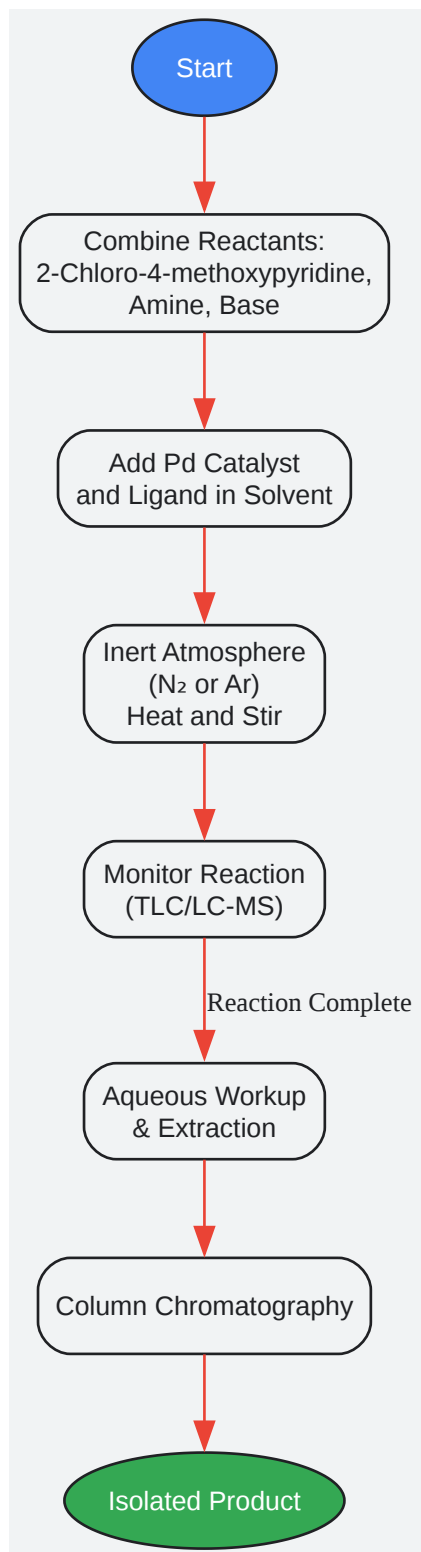 Start
Combine Reactants:
2-Chloro-4-methoxypyridine,
Amine, Base
Add Pd Catalyst
and Ligand in Solvent
Inert Atmosphere
(N₂ or Ar)
Heat and Stir
Monitor Reaction
(TLC/LC-MS)
Reaction Complete
Aqueous Workup
& Extraction
Column Chromatography
Isolated Product